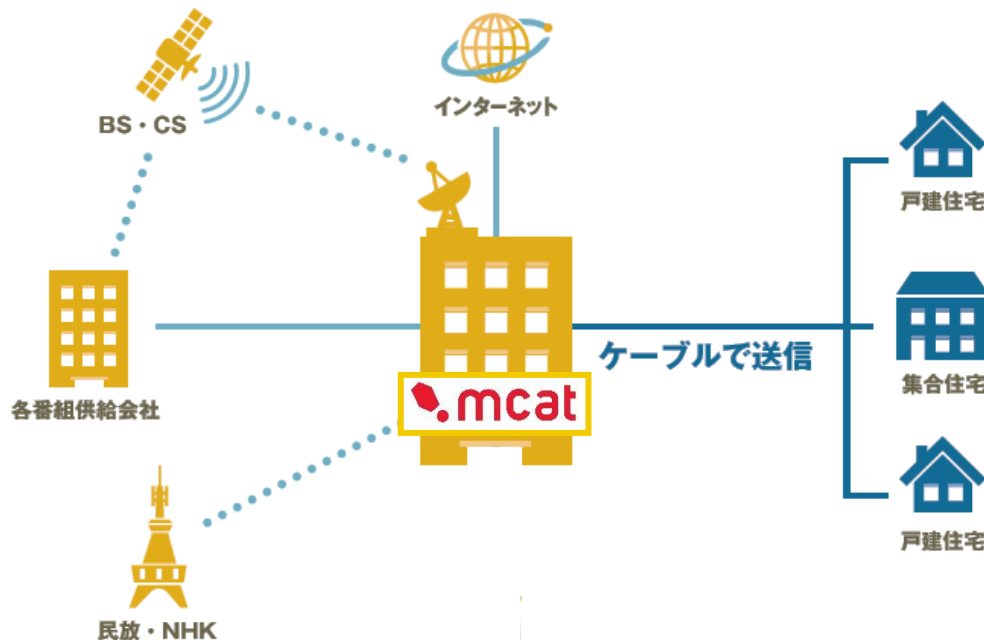 BS・CS
インターネット
戸建住宅
各番組供給会社
mcat
ケーブルで送信
集合住宅
戸建住宅
民放・NHK